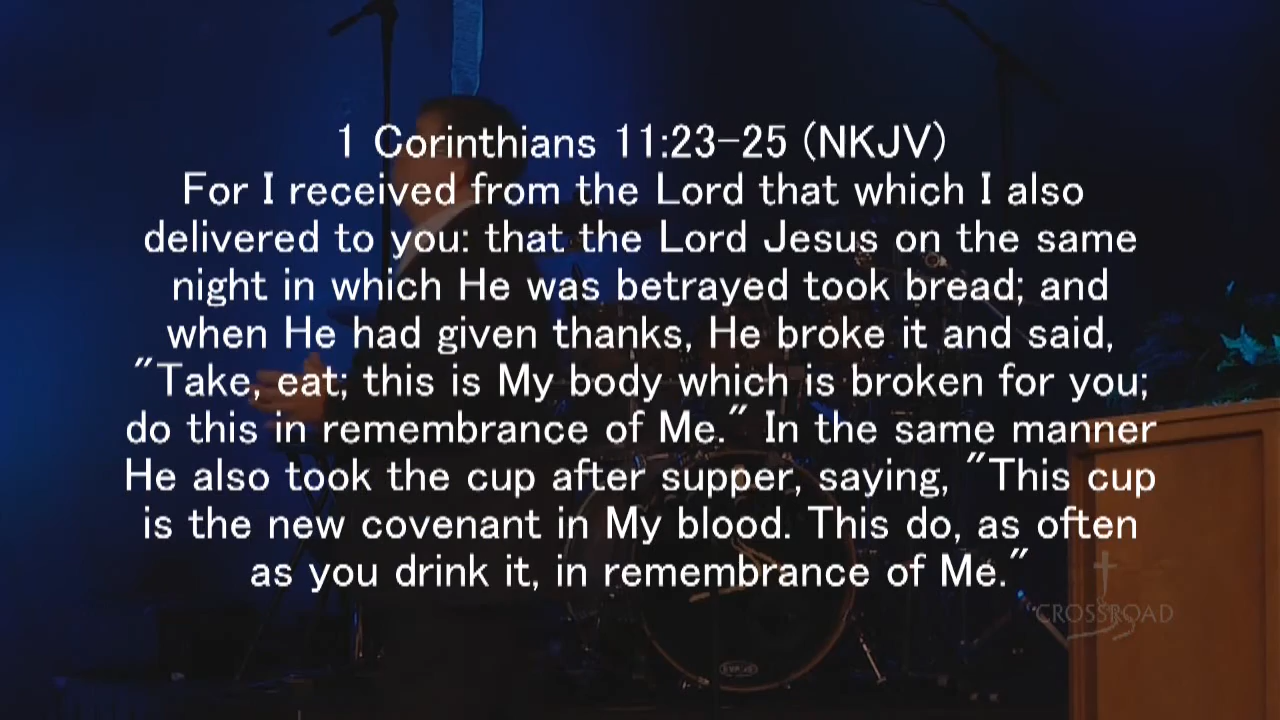 1 Corinthians 11:23-25 (NKJV)
For I received from the Lord that which I also
delivered to you: that the Lord Jesus on the same
night in which He was betrayed took bread; and
when He had given thanks, He broke it and said,
"Take, eat; this is My body which is broken for you;
do this in remembrance of Me." In the same manner
He also took the cup after supper, saying, "This cup
is the new covenant in My blood. This do, as often
as you drink it, in remembrance of Me."
CROSSROAD